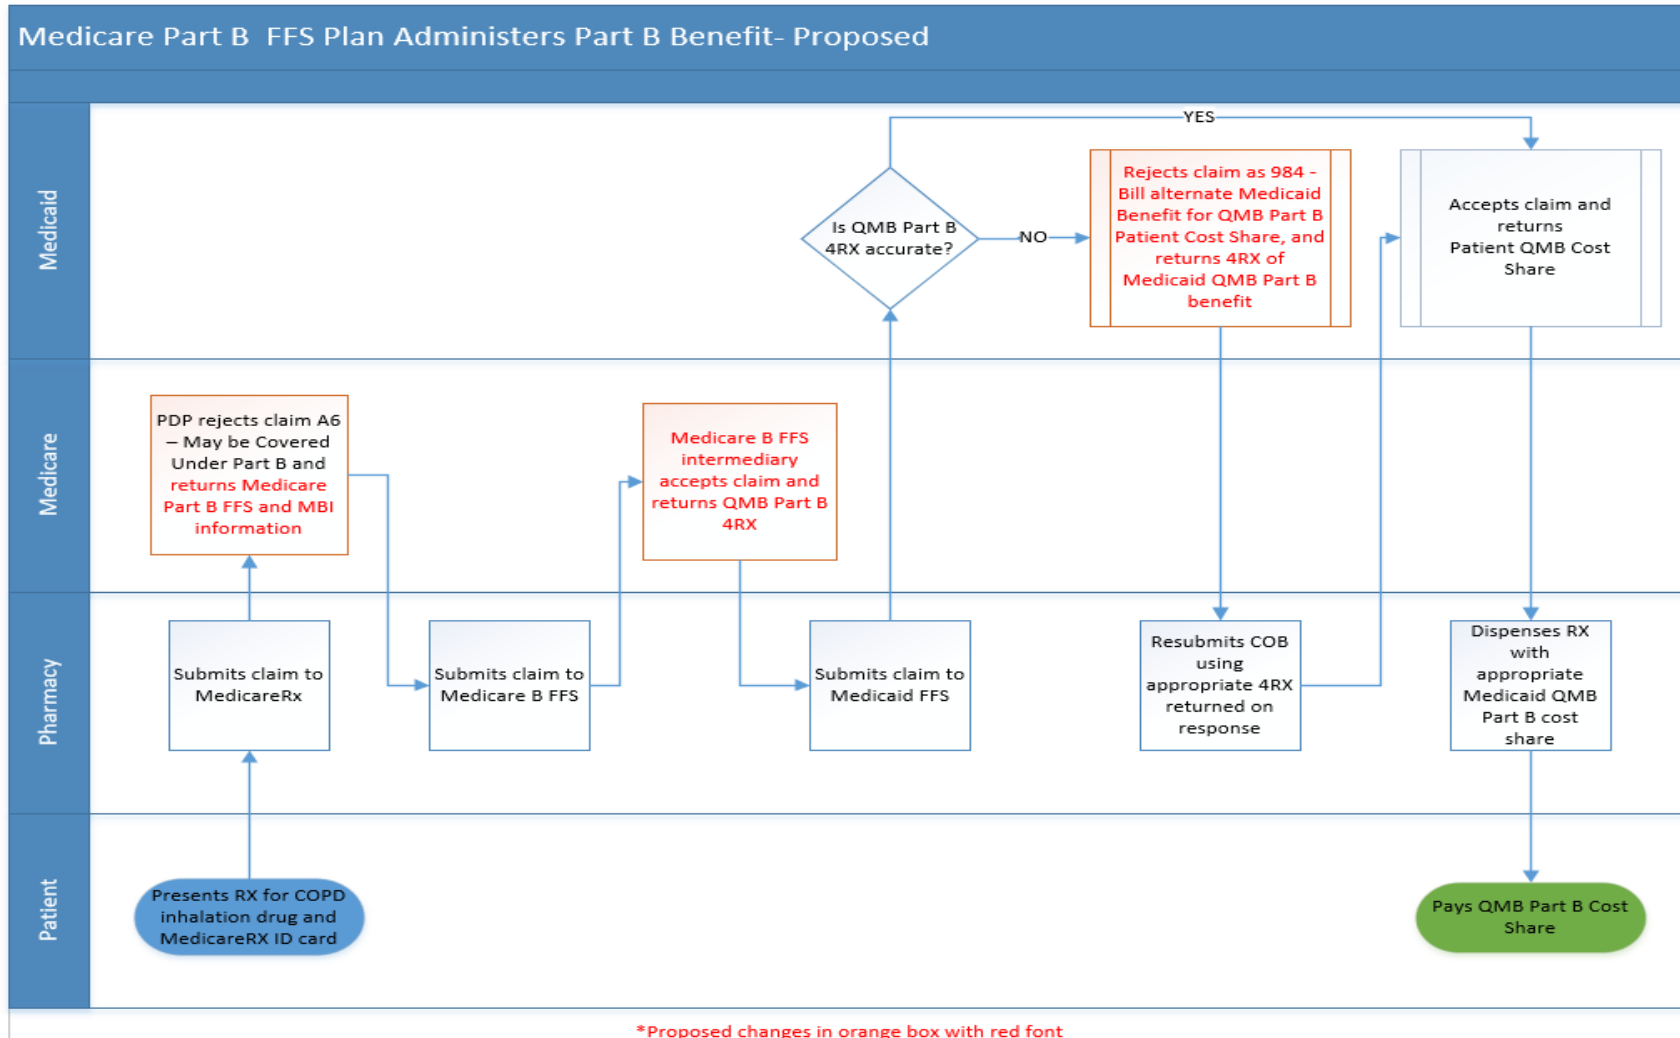 Medicare Part B  FFS Plan Administers Part B Benefit- Proposed
Medicaid
YES
Is QMB Part B
4RX accurate?
NO
Rejects claim as 984 -
Bill alternate Medicaid
Benefit for QMB Part B
Patient Cost Share, and
returns 4RX of
Medicaid QMB Part B
benefit
Accepts claim and
returns
Patient QMB Cost
Share
Medicare
PDP rejects claim A6
– May be Covered
Under Part B and
returns Medicare
Part B FFS and MBI
information
Medicare B FFS
intermediary
accepts claim and
returns QMB Part B
4RX
Pharmacy
Submits claim to
MedicareRx
Submits claim to
Medicare B FFS
Submits claim to
Medicaid FFS
Resubmits COB
using
appropriate 4RX
returned on
response
Dispenses RX
with
appropriate
Medicaid QMB
Part B cost
share
Patient
Presents RX for COPD
inhalation drug and
MedicareRX ID card
Pays QMB Part B Cost
Share
*Proposed changes in orange box with red font